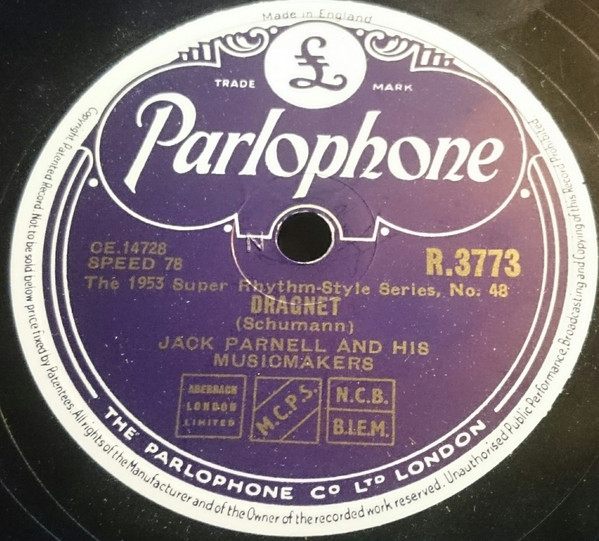 Made in England
TRADE MARK
£
Parlophone
N
CE.14728
SPEED 78
R.3773
The 1953 Super Rhythm-Style Series, No. 48
DRAGNET
(Schumann)
JACK PARNELL AND HIS
MUSICMAKERS
ABERBACH
LONDON
LIMITED
M.C.P.S.
N.C.B.
B.I.E.M.
THE PARLOPHONE CO LTD LONDON
Copyright Patented Record Not to be sold below price fixed by Patentees. All rights of the Manufacturer and of the Owner of the recorded work reserved. Unauthorised Public Performance, Broadcasting and Copying of this Record Prohibited